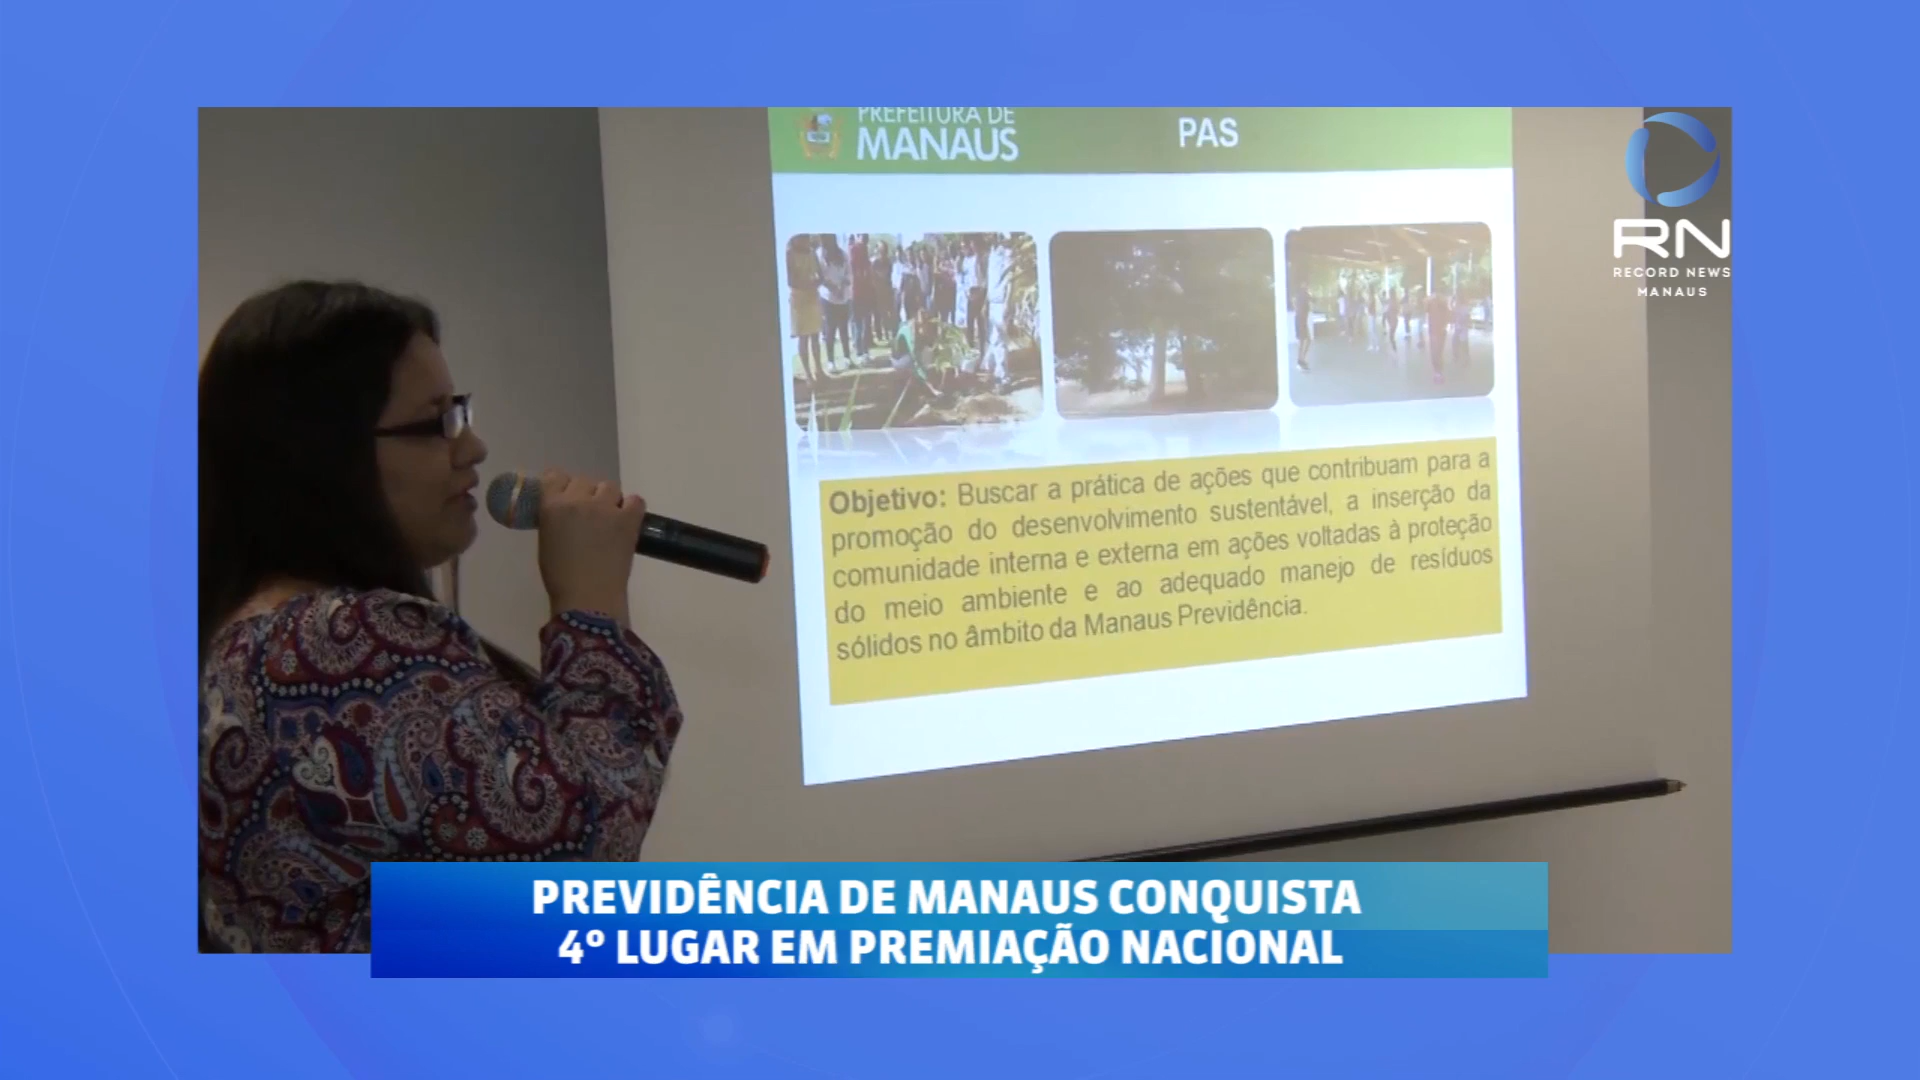 PREFEITURA DE
MANAUS
PAS
RN
RECORD NEWS
MANAUS
Objetivo: Buscar a prática de ações que contribuam para a
promoção do desenvolvimento sustentável, a inserção da
comunidade interna e externa em ações voltadas à proteção
do meio ambiente e ao adequado manejo de resíduos
sólidos no âmbito da Manaus Previdência.
PREVIDÊNCIA DE MANAUS CONQUISTA
4º LUGAR EM PREMIAÇÃO NACIONAL